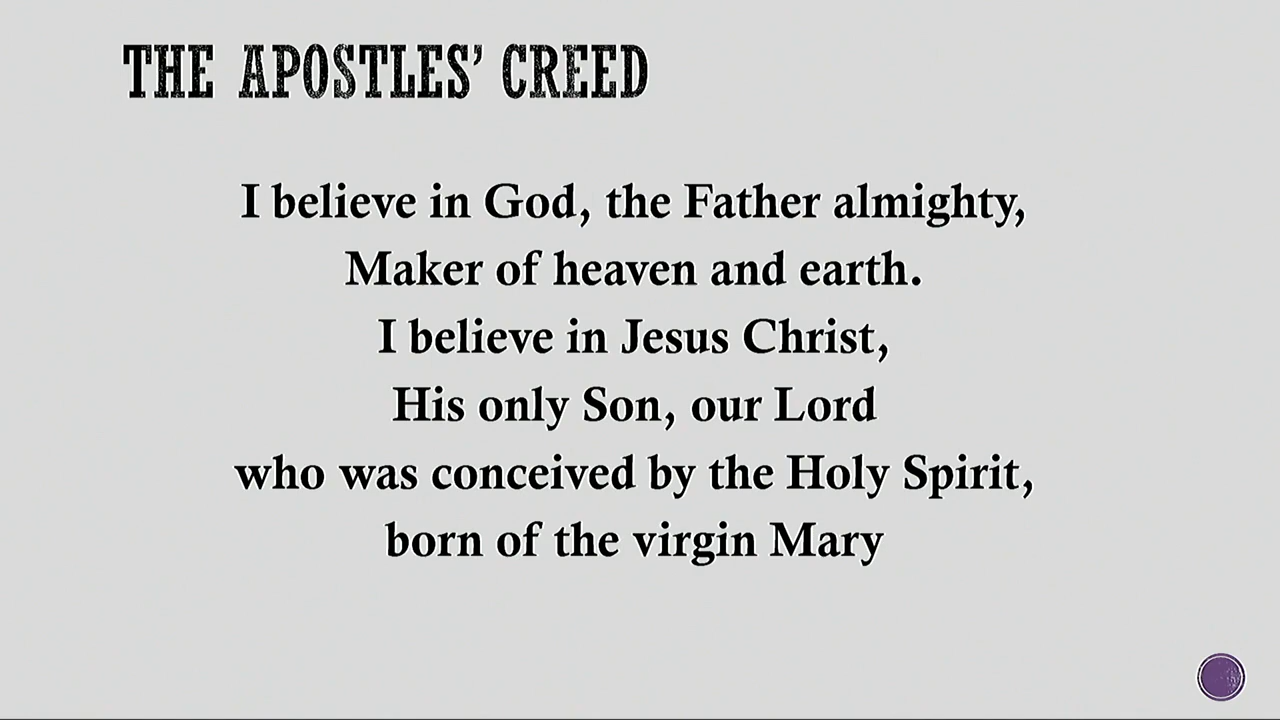 THE APOSTLES’ CREED
I believe in God, the Father almighty,
Maker of heaven and earth.
I believe in Jesus Christ,
His only Son, our Lord
who was conceived by the Holy Spirit,
born of the virgin Mary